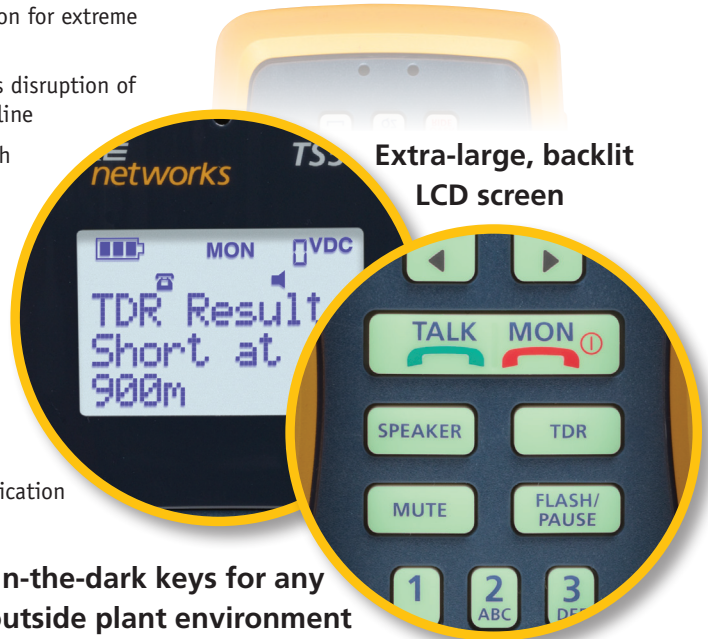 on for extreme
s disruption of
line
h
networks
TS5
Extra-large, backlit
LCD screen
MON
VDC
TDR Result
Short at
900m
TALK
MON
SPEAKER
TDR
MUTE
FLASH/
PAUSE
1
2
3
ABC
DEF
ication
n-the-dark keys for any
outside plant environment